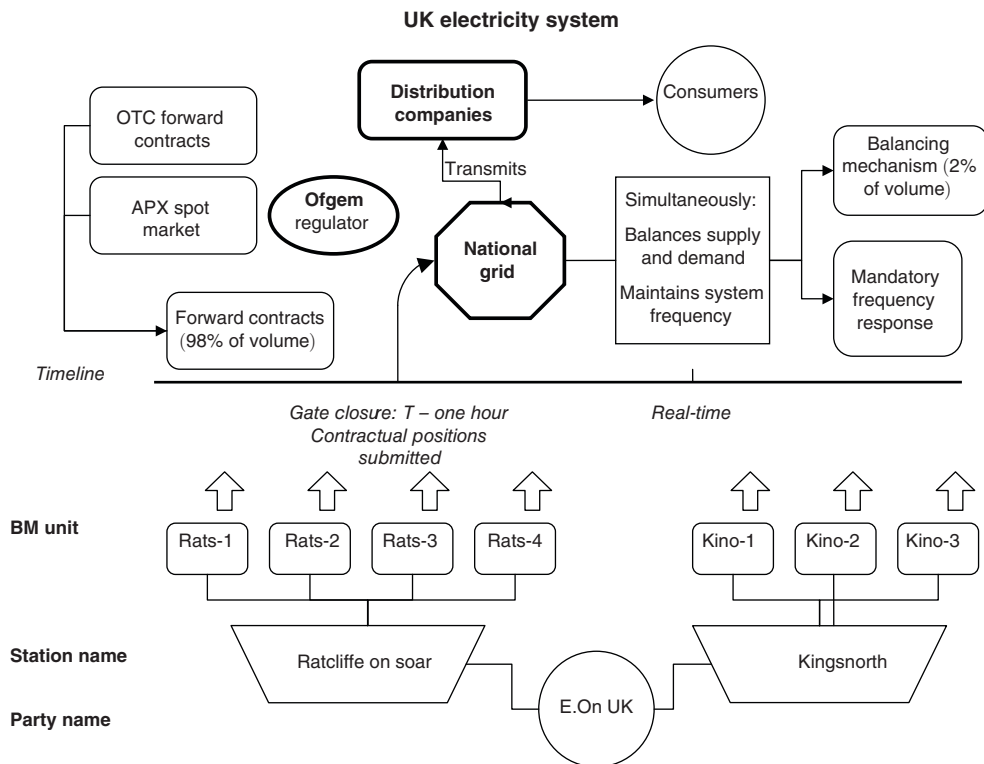 UK electricity system
OTC forward
contracts
APX spot
market
Forward contracts
(98% of volume)
Ofgem
regulator
Distribution
companies
Consumers
Transmits
National
grid
Simultaneously:
Balances supply
and demand
Maintains system
frequency
Balancing
mechanism (2%
of volume)
Mandatory
frequency
response
Timeline
Gate closure: T – one hour
Contractual positions
submitted
Real-time
BM unit
Rats-1
Rats-2
Rats-3
Rats-4
Kino-1
Kino-2
Kino-3
Station name
Ratcliffe on soar
Kingsnorth
Party name
E.On UK